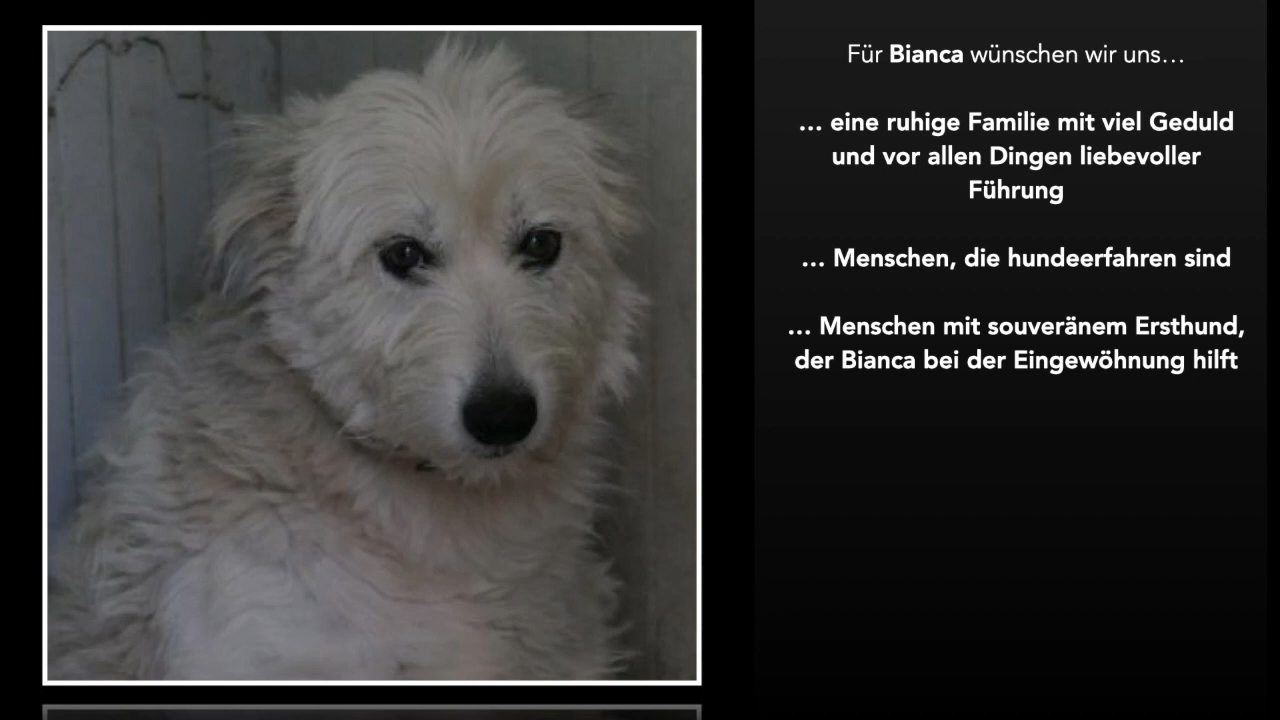 Für Bianca wünschen wir uns…
… eine ruhige Familie mit viel Geduld
und vor allen Dingen liebevoller
Führung
… Menschen, die hundeerfahren sind
… Menschen mit souveränem Ersthund,
der Bianca bei der Eingewöhnung hilft